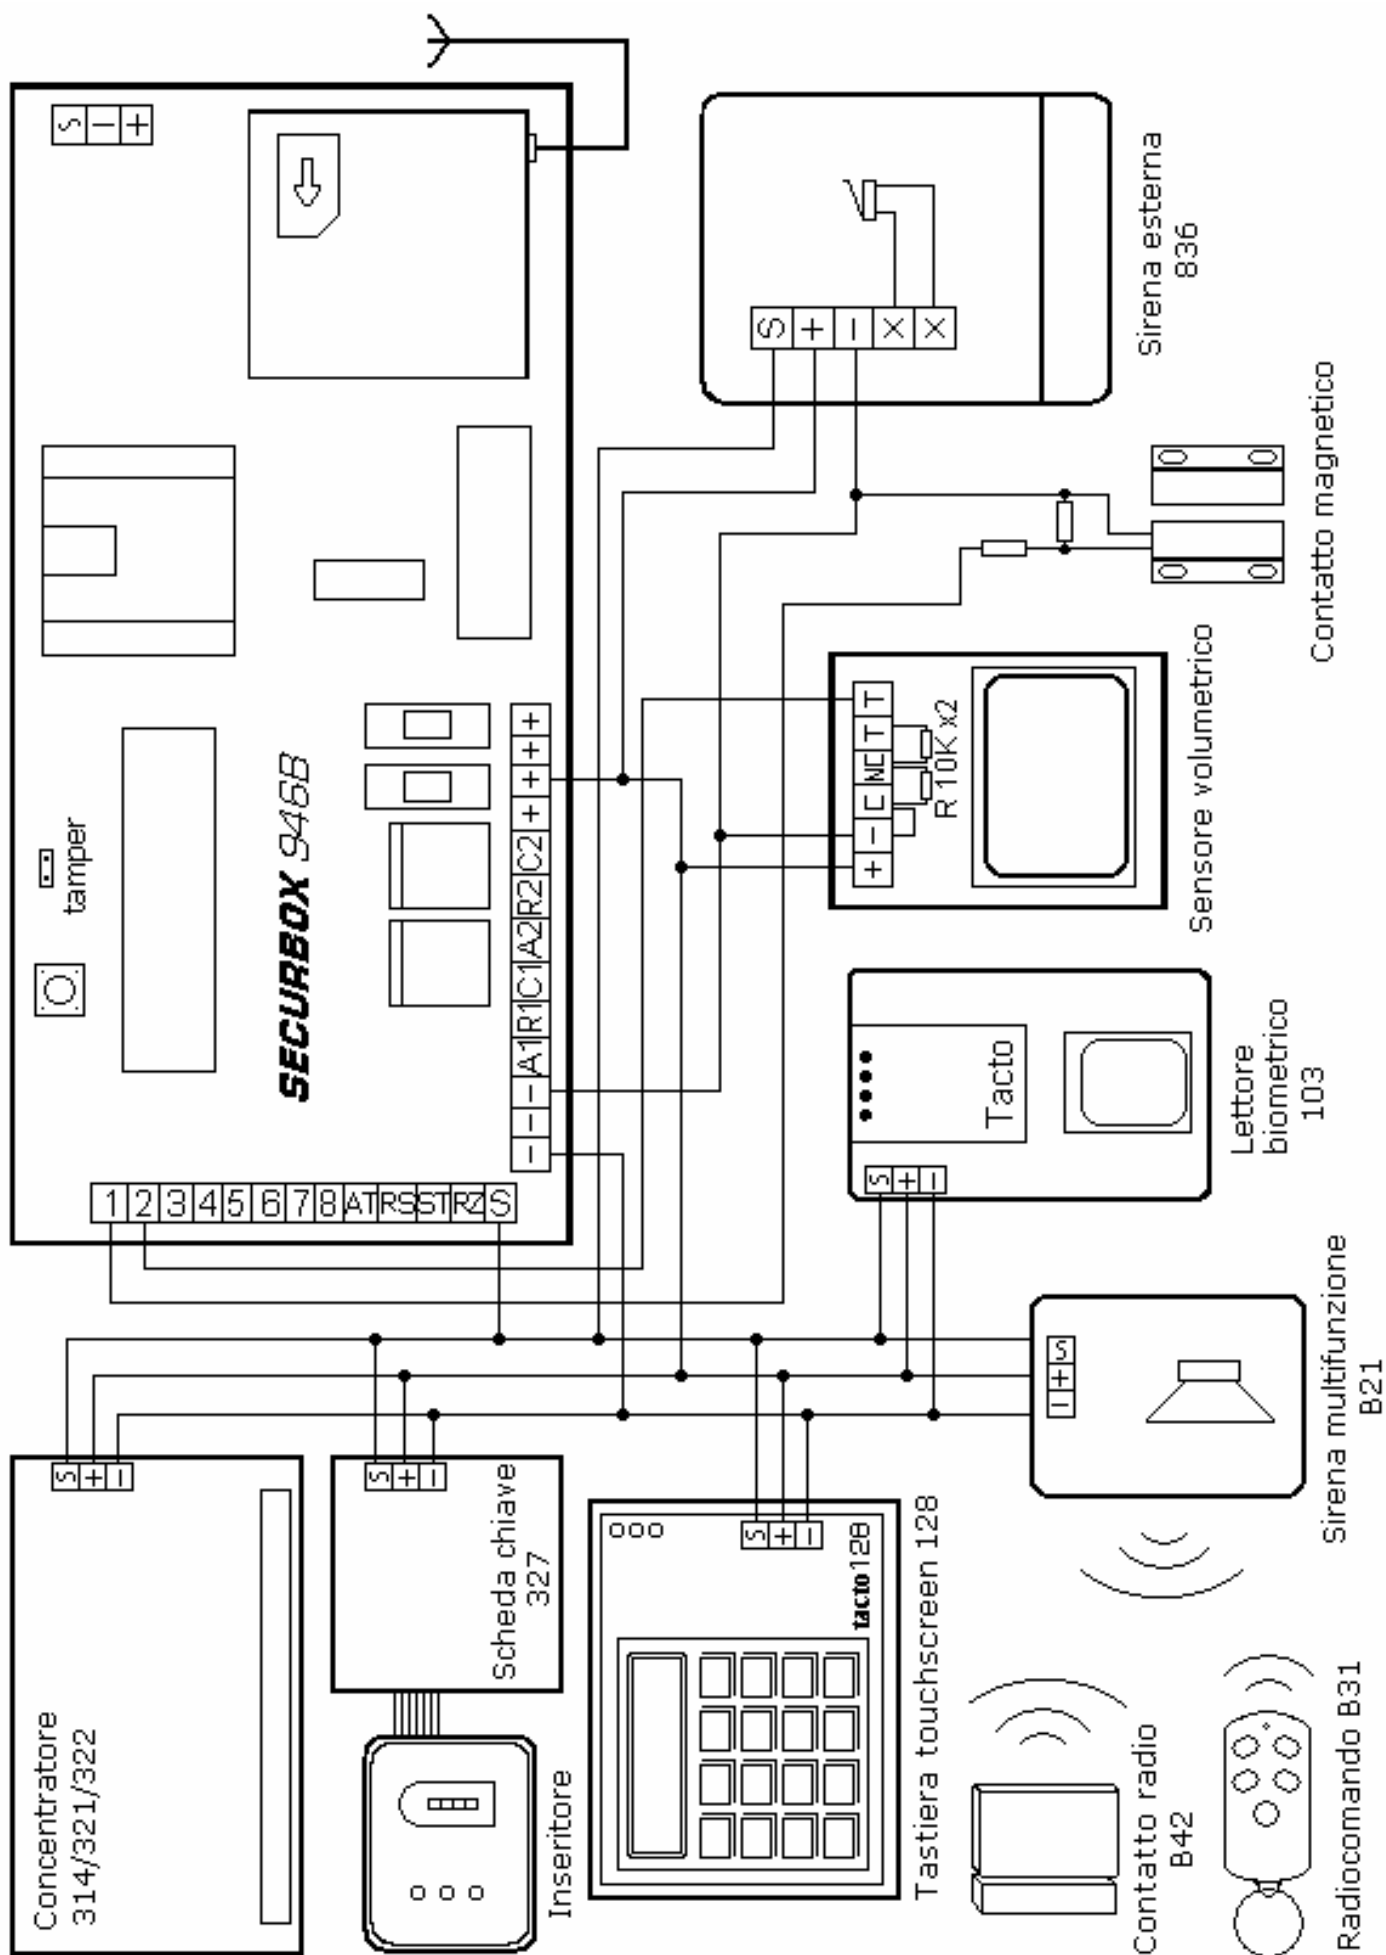 Concentratore
314/321/322
S
+
−
Scheda chiave
327
S
+
−
Inseritore
tacto128
S
+
−
Tastiera touchscreen 128
Contatto radio
B42
Radiocomando B31
1
2
3
4
5
6
7
8
AT
RS
ST
RZ
S
tamper
SECURBOX 946B
− − − A1 R1 C1 A2 R2 C2 + + + +
S
−
+
S
+
−
Sirena multifunzione
B21
S
+
−
Tacto
Lettore
biometrico
103
+ − C NC T T
R 10K x2
Sensore volumetrico
Contatto magnetico
S
+
−
X
X
Sirena esterna
836